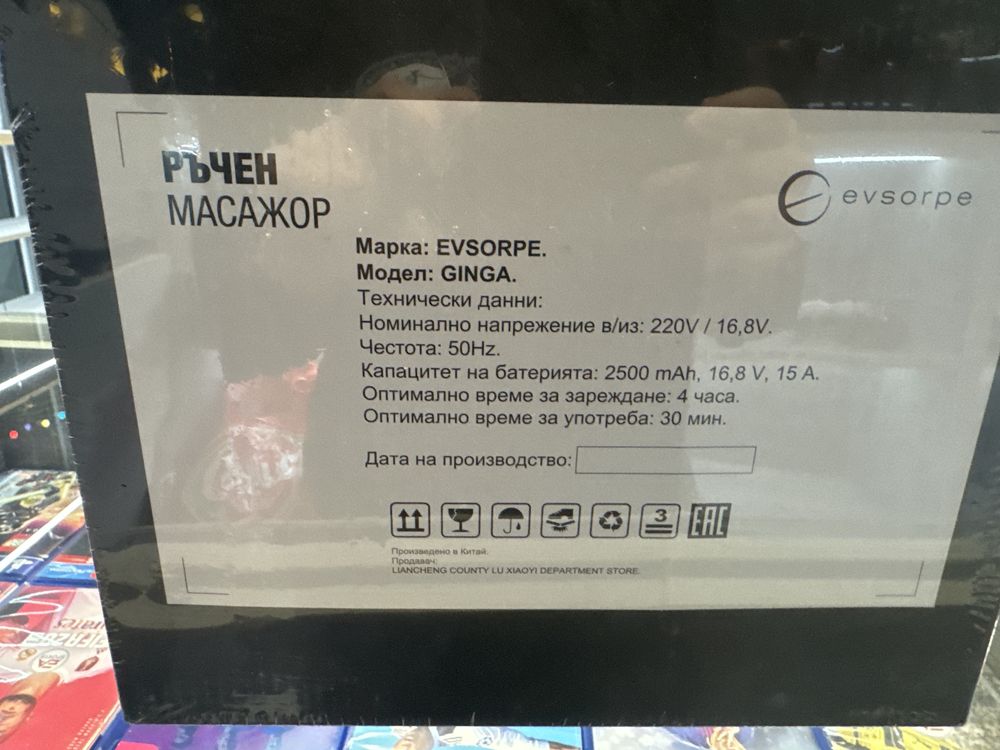 РЪЧЕН
МАСАЖОР
evsorpe
Марка: EVSORPE.
Модел: GINGA.
Технически данни:
Номинално напрежение в/из: 220V / 16,8V.
Честота: 50Hz.
Капацитет на батерията: 2500 mAh, 16,8 V, 15 A.
Оптимално време за зареждане: 4 часа.
Оптимално време за употреба: 30 мин.
Дата на производство:
3
EAC
Произведено в Китай.
Продавач:
LIANCHENG COUNTY LU XIAOYI DEPARTMENT STORE.